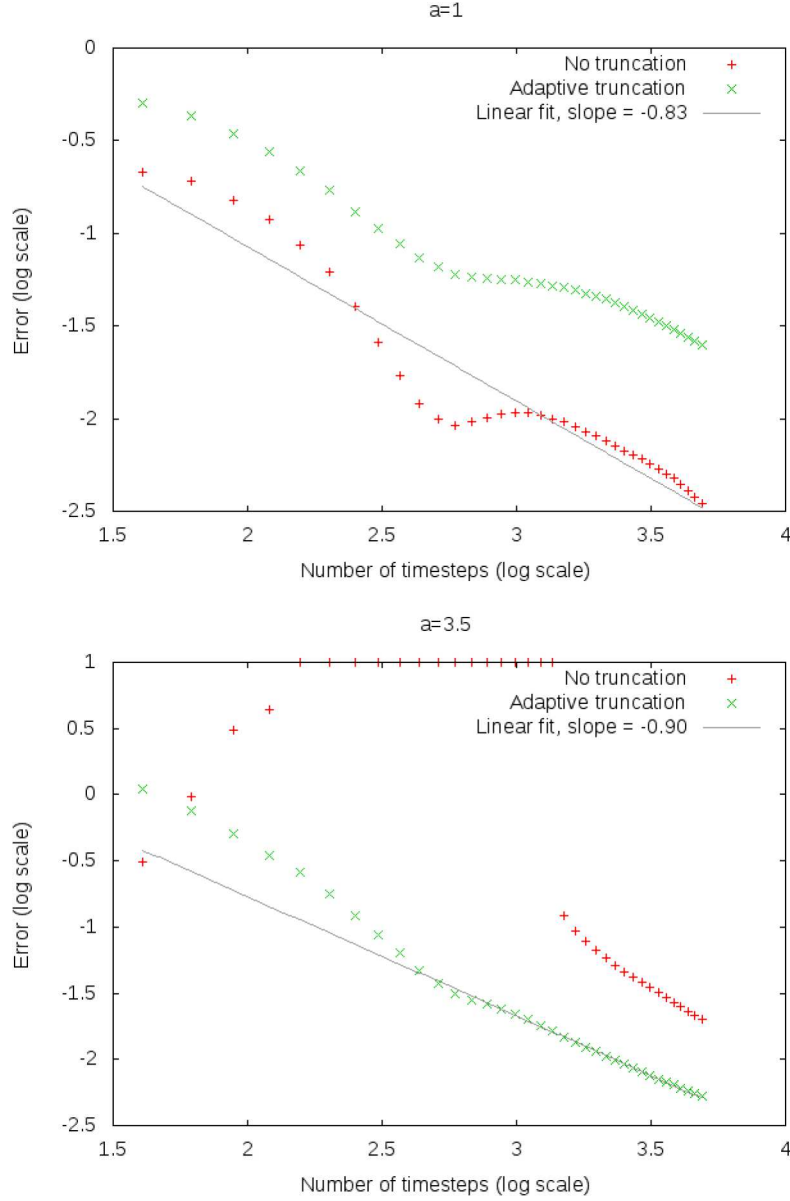 a=1
0
-0.5
-1
-1.5
-2
-2.5
Error (log scale)
No truncation
Adaptive truncation
Linear fit, slope = -0.83
1.5 2 2.5 3 3.5 4
Number of timesteps (log scale)
a=3.5
1
0.5
0
-0.5
-1
-1.5
-2
-2.5
Error (log scale)
No truncation
Adaptive truncation
Linear fit, slope = -0.90
1.5 2 2.5 3 3.5 4
Number of timesteps (log scale)